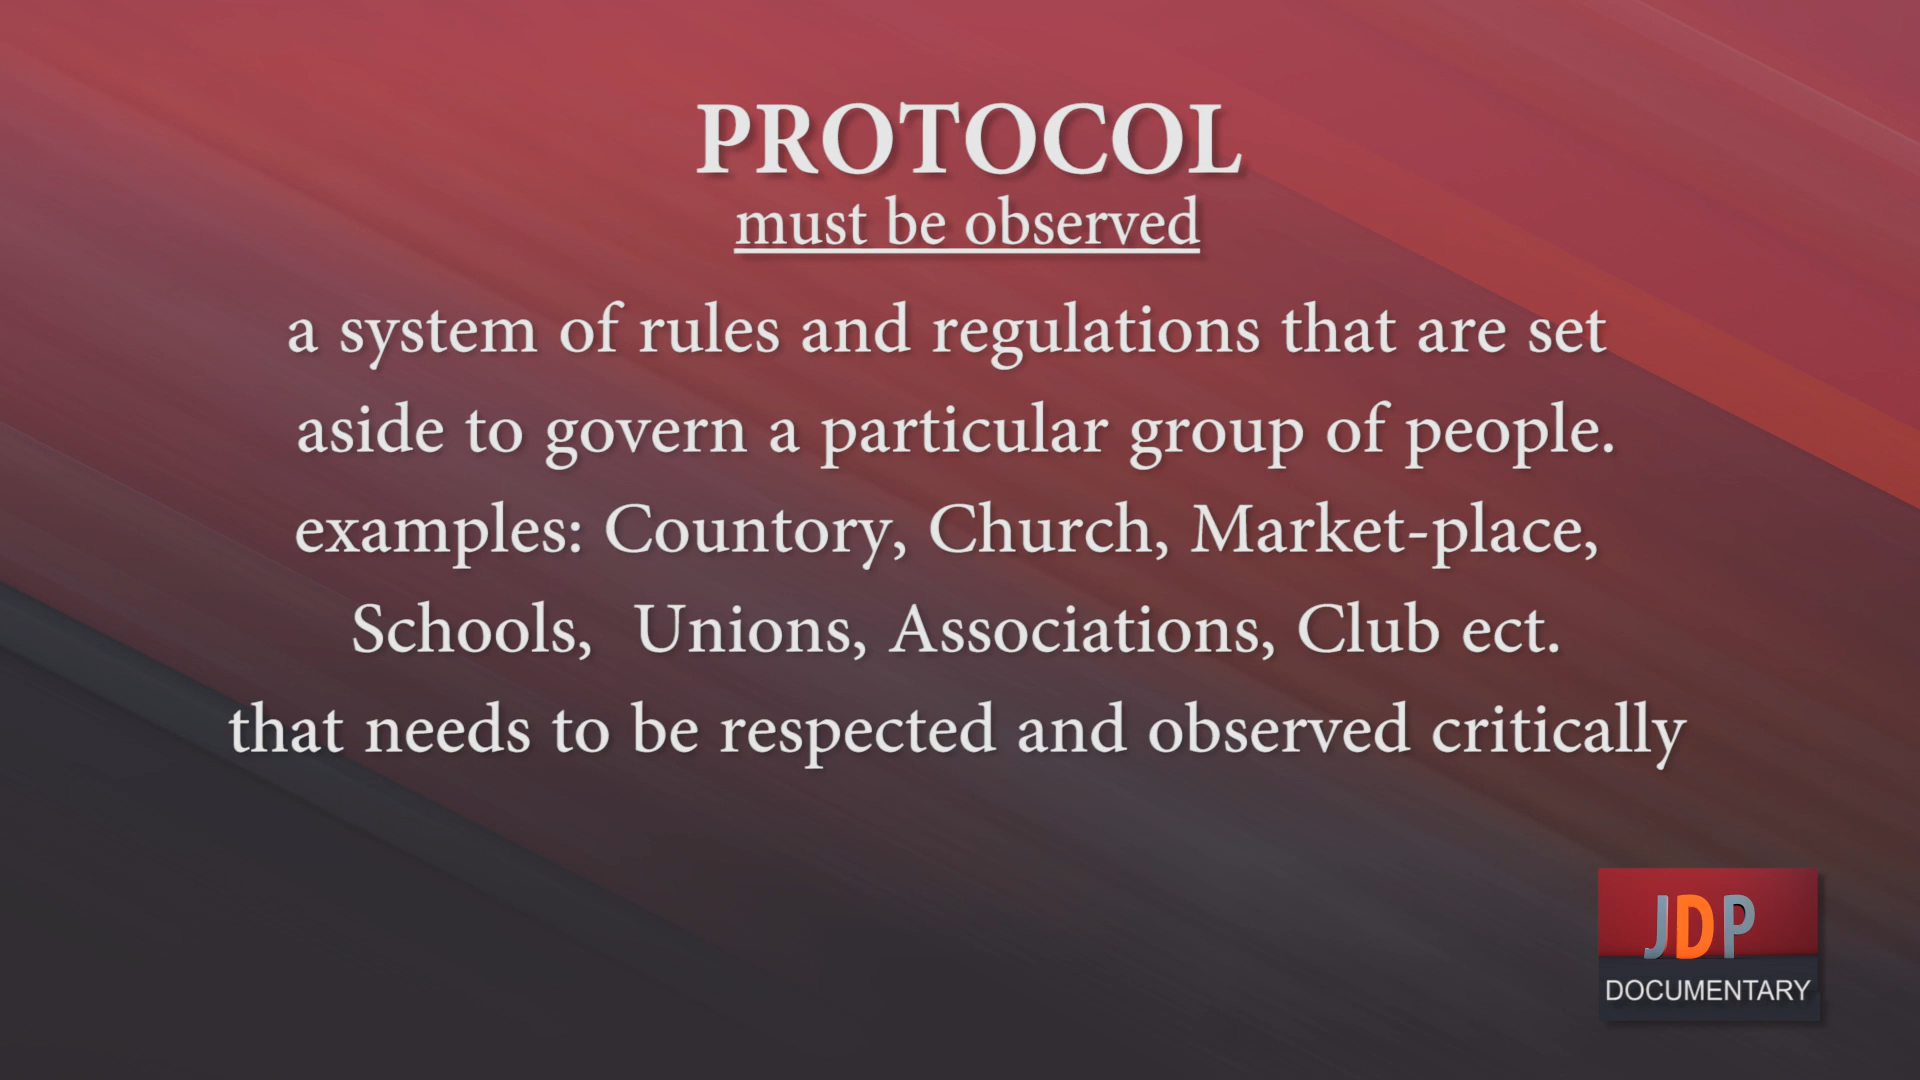 PROTOCOL
must be observed
a system of rules and regulations that are set
aside to govern a particular group of people.
examples: Countory, Church, Market-place,
Schools,  Unions, Associations, Club ect.
that needs to be respected and observed critically
JDP
DOCUMENTARY